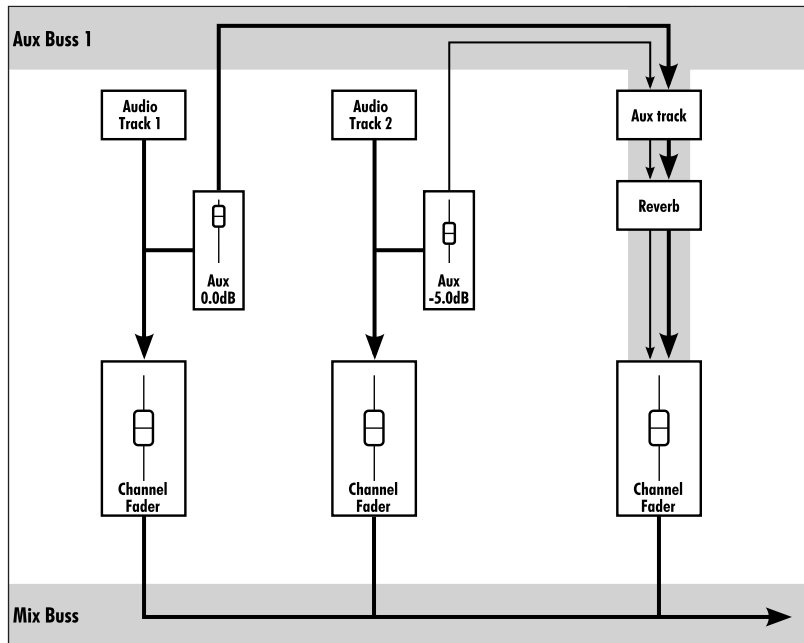 Aux Buss 1
Audio
Track 1
Audio
Track 2
Aux track
Reverb
Aux
0.0dB
Aux
-5.0dB
Channel
Fader
Channel
Fader
Channel
Fader
Mix Buss